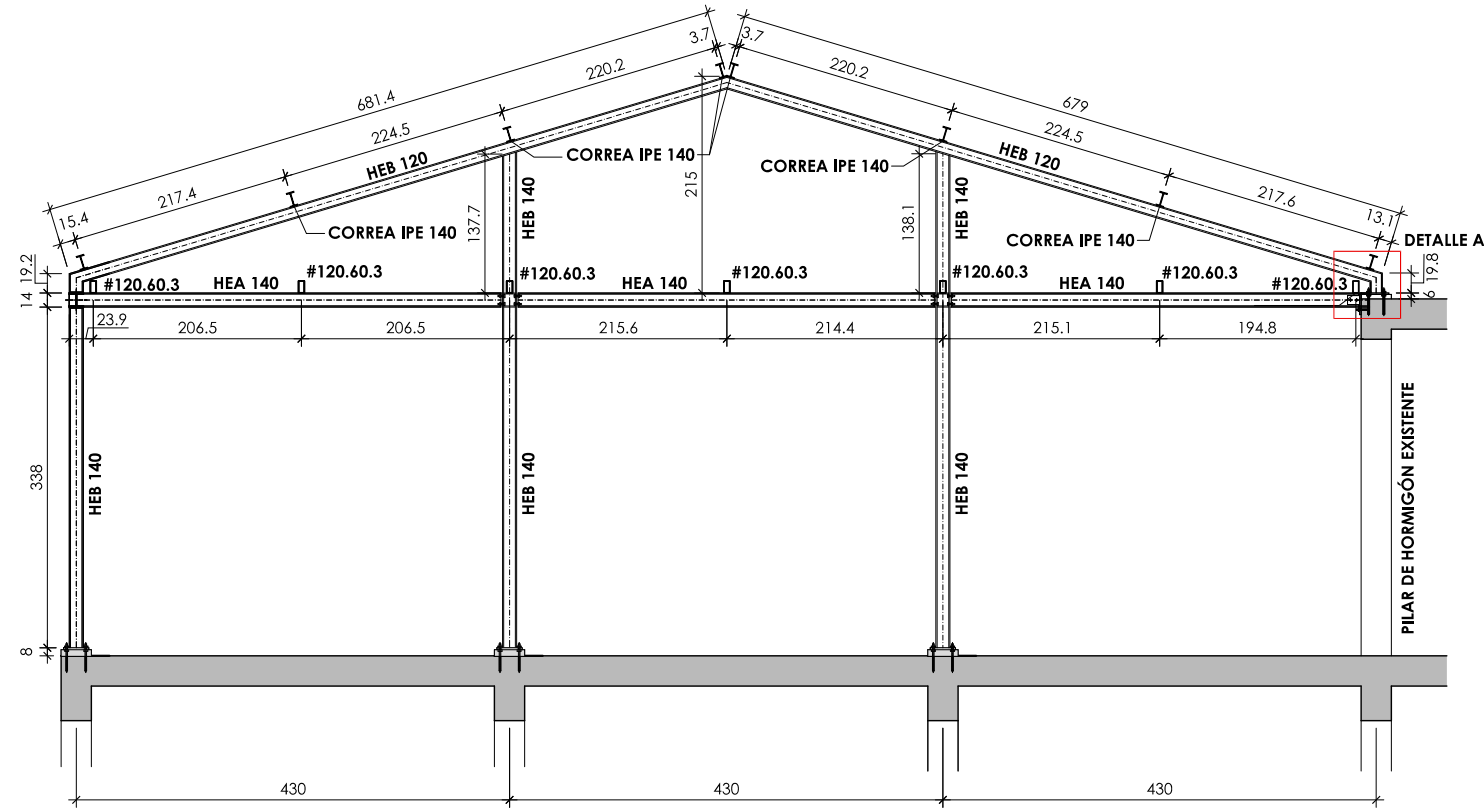 3.7
3.7
220.2
220.2
681.4
679
224.5
224.5
HEB 120
HEB 120
CORREA IPE 140
CORREA IPE 140
217.4
217.6
15.4
13.1
HEB 140
HEB 140
215
137.7
138.1
CORREA IPE 140
CORREA IPE 140
DETALLE A
19.2
19.8
#120.60.3
HEA 140
#120.60.3
#120.60.3
HEA 140
#120.60.3
#120.60.3
HEA 140
#120.60.3
#120.60.3
14
6
23.9
206.5
206.5
215.6
214.4
215.1
194.8
338
HEB 140
HEB 140
HEB 140
PILAR DE HORMIGÓN EXISTENTE
8
430
430
430